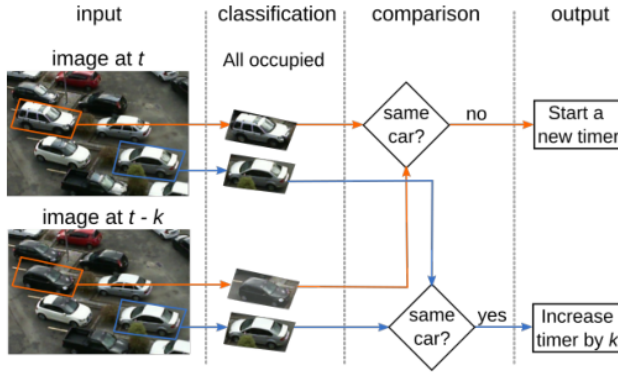 input
classification
comparison
output
image at t
All occupied
same
car?
no
Start a
new timer
image at t - k
same
car?
yes
Increase
timer by k